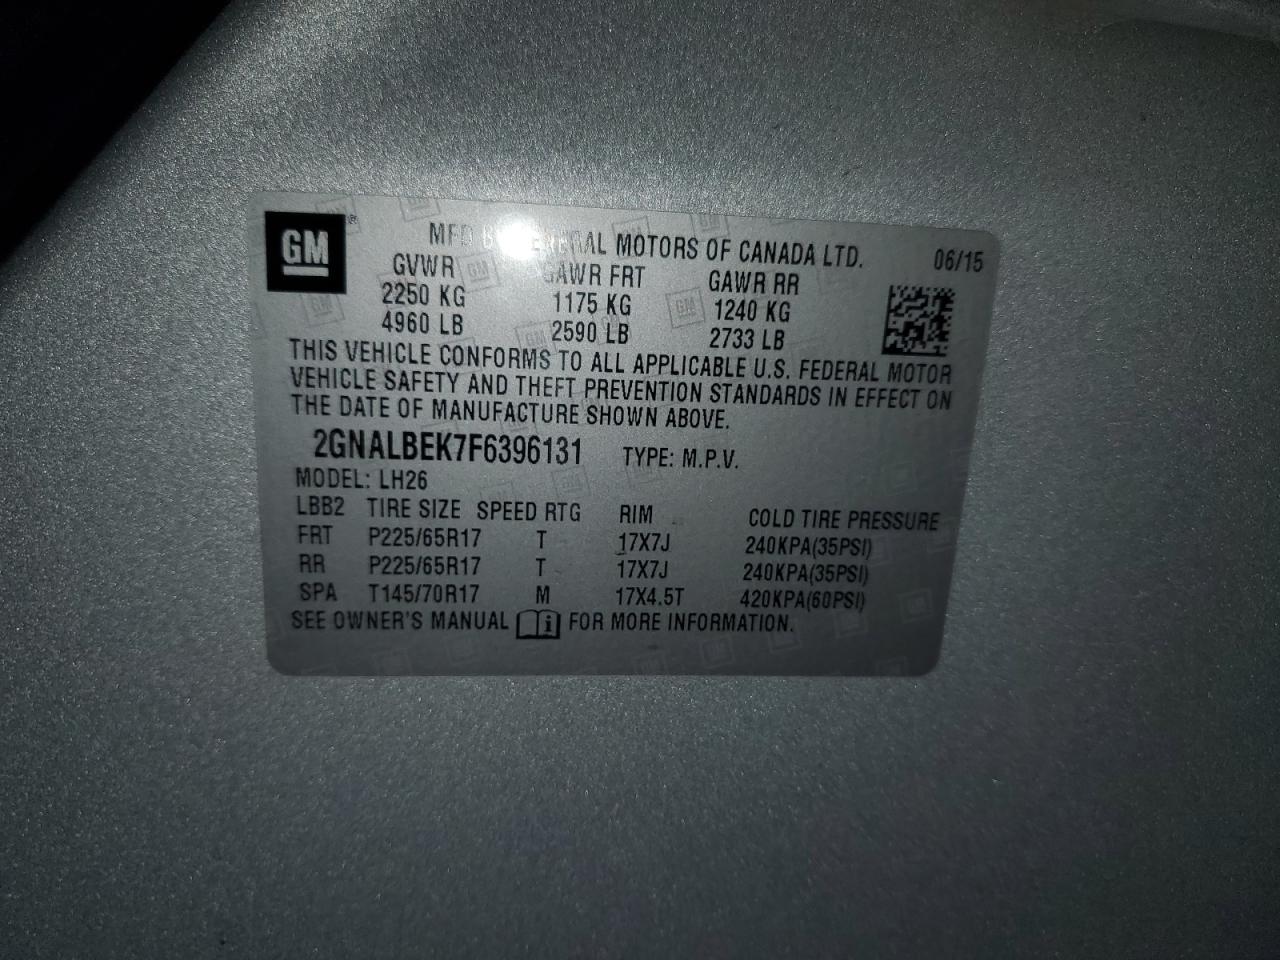 GM ®
MFD BY GENERAL MOTORS OF CANADA LTD. 06/15
GVWR GAWR FRT GAWR RR
2250 KG 1175 KG 1240 KG
4960 LB 2590 LB 2733 LB
THIS VEHICLE CONFORMS TO ALL APPLICABLE U.S. FEDERAL MOTOR
VEHICLE SAFETY AND THEFT PREVENTION STANDARDS IN EFFECT ON
THE DATE OF MANUFACTURE SHOWN ABOVE.
2GNALBEK7F6396131 TYPE: M.P.V.
MODEL: LH26
LBB2 TIRE SIZE SPEED RTG RIM COLD TIRE PRESSURE
FRT P225/65R17 T 17X7J 240KPA(35PSI)
RR P225/65R17 T 17X7J 240KPA(35PSI)
SPA T145/70R17 M 17X4.5T 420KPA(60PSI)
SEE OWNER'S MANUAL i FOR MORE INFORMATION.